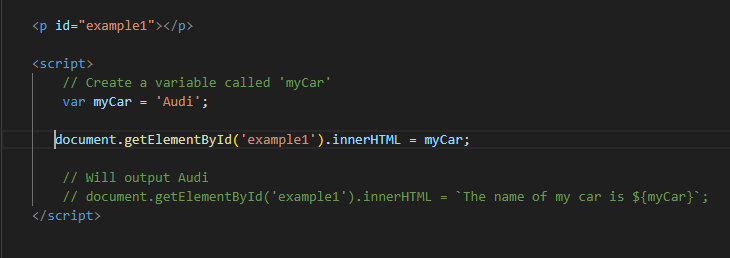 <p id="example1"></p>
<script>
// Create a variable called 'myCar'
var myCar = 'Audi';
document.getElementById('example1').innerHTML = myCar;
// Will output Audi
// document.getElementById('example1').innerHTML = `The name of my car is ${myCar}`;
</script>